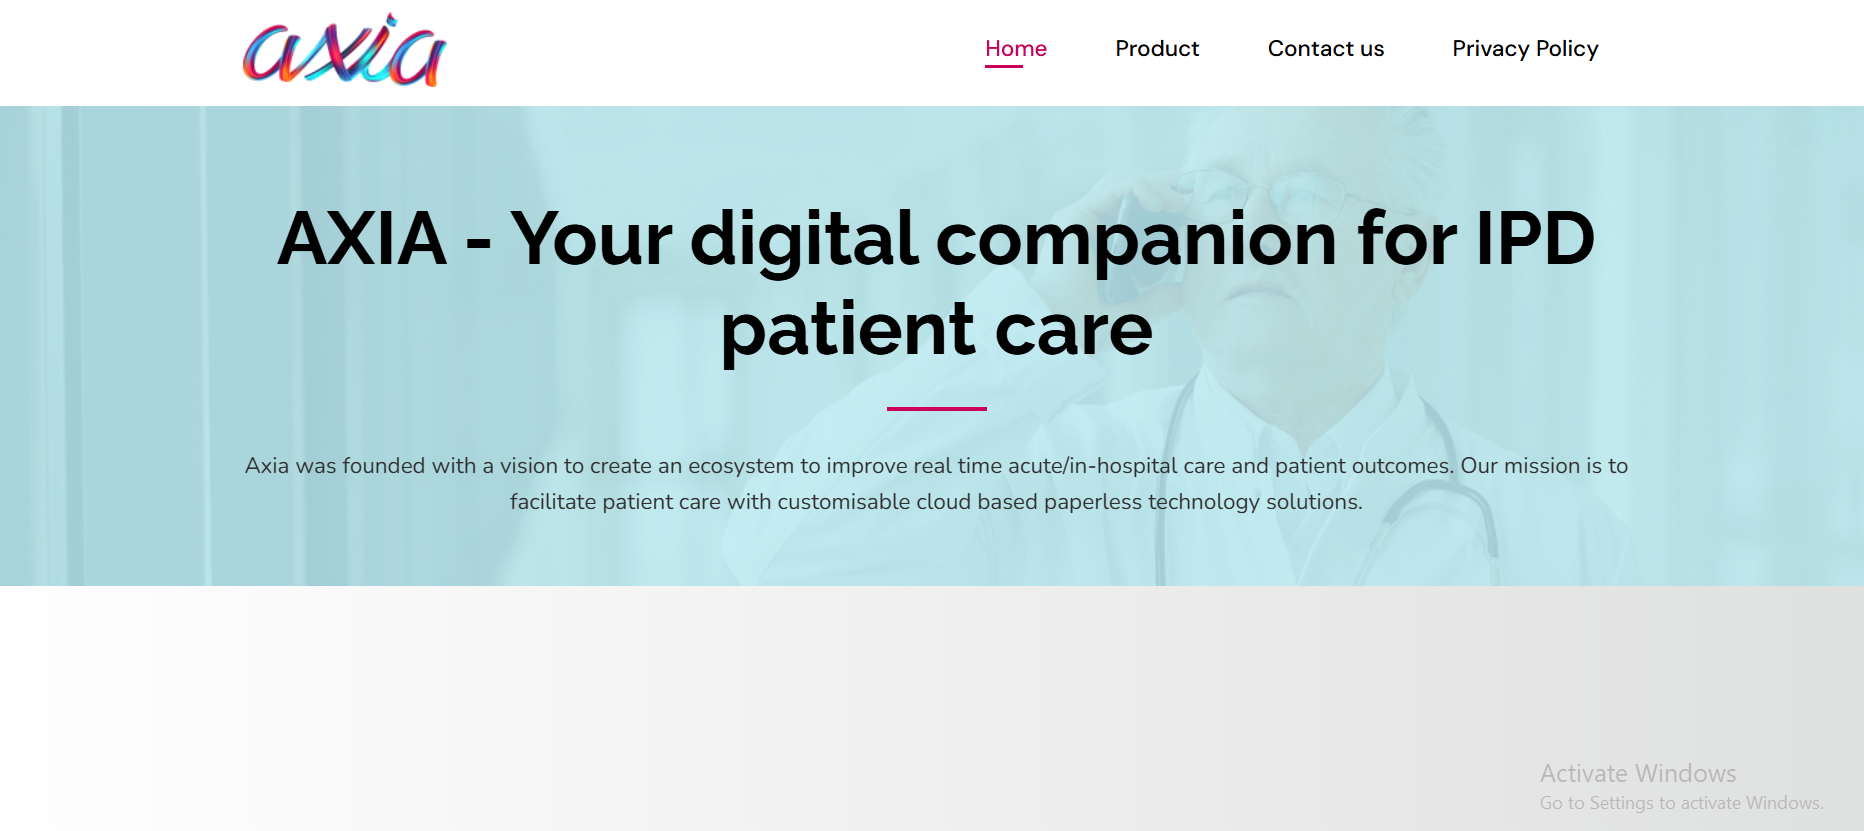 axia
Home
Product
Contact us
Privacy Policy
AXIA - Your digital companion for IPD
patient care
Axia was founded with a vision to create an ecosystem to improve real time acute/in-hospital care and patient outcomes. Our mission is to
facilitate patient care with customisable cloud based paperless technology solutions.
Activate Windows
Go to Settings to activate Windows.